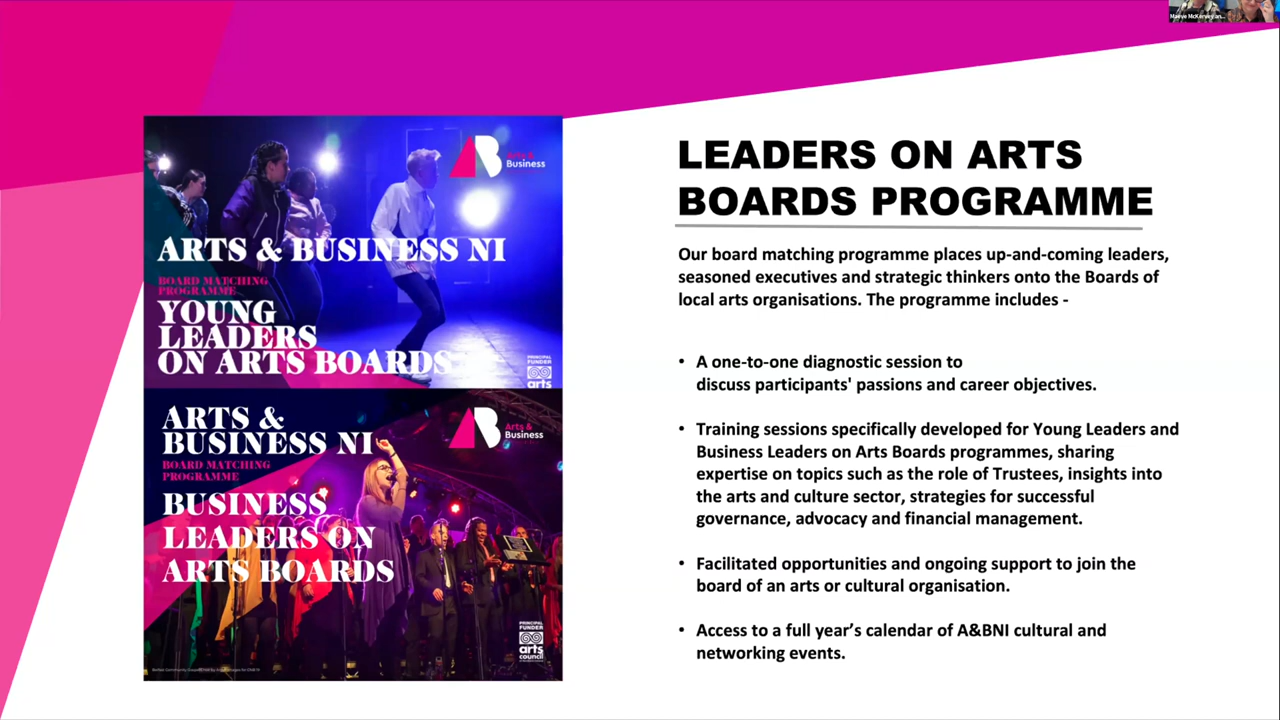 Maeve McKervey an...
Arts &
Business
ARTS & BUSINESS NI
BOARD MATCHING
PROGRAMME
YOUNG
LEADERS
ON ARTS BOARDS
PRINCIPAL
FUNDER
arts
ARTS &
BUSINESS NI
Arts &
Business
BOARD MATCHING
PROGRAMME
BUSINESS
LEADERS ON
ARTS BOARDS
PRINCIPAL
FUNDER
arts
council
LEADERS ON ARTS
BOARDS PROGRAMME
Our board matching programme places up-and-coming leaders,
seasoned executives and strategic thinkers onto the Boards of
local arts organisations. The programme includes -
• A one-to-one diagnostic session to
discuss participants' passions and career objectives.
• Training sessions specifically developed for Young Leaders and
Business Leaders on Arts Boards programmes, sharing
expertise on topics such as the role of Trustees, insights into
the arts and culture sector, strategies for successful
governance, advocacy and financial management.
• Facilitated opportunities and ongoing support to join the
board of an arts or cultural organisation.
• Access to a full year's calendar of A&BNI cultural and
networking events.